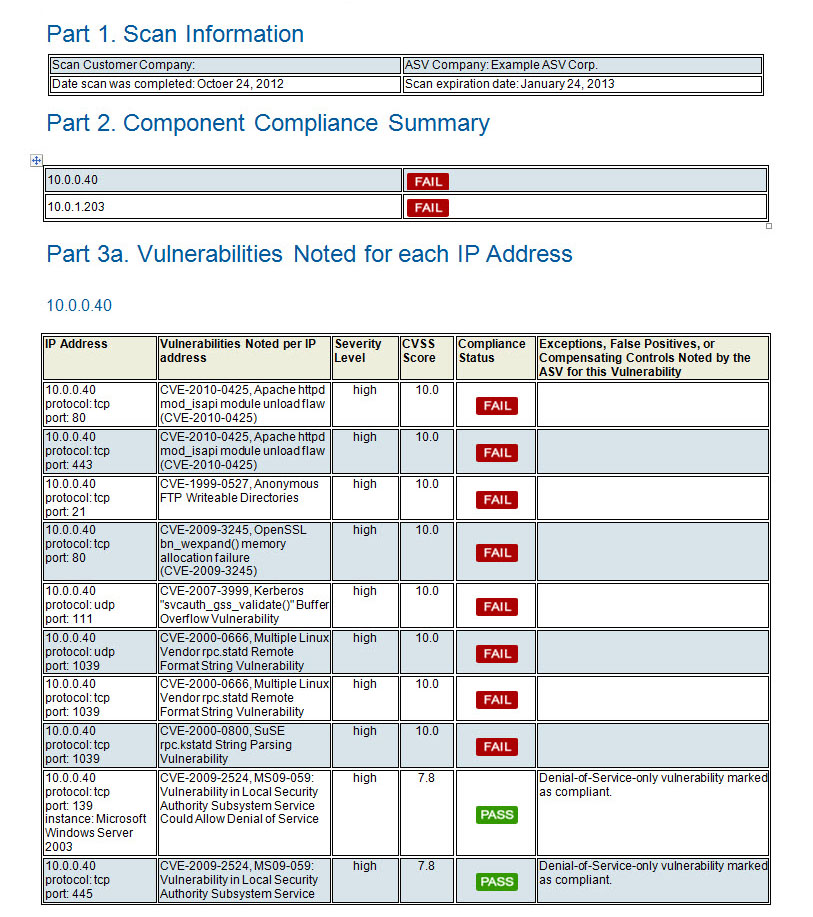 Part 1. Scan Information
Scan Customer Company: ASV Company: Example ASV Corp.
Date scan was completed: Octoer 24, 2012 Scan expiration date: January 24, 2013
Part 2. Component Compliance Summary
10.0.0.40 FAIL
10.0.1.203 FAIL
Part 3a. Vulnerabilities Noted for each IP Address
10.0.0.40
IP Address Vulnerabilities Noted per IP Severity CVSS Compliance Exceptions, False Positives, or
address Level Score Status Compensating Controls Noted by the
ASV for this Vulnerability
10.0.0.40 CVE-2010-0425, Apache httpd high 10.0
protocol: tcp mod_isapi module unload flaw FAIL
port: 80 (CVE-2010-0425)
10.0.0.40 CVE-2010-0425, Apache httpd high 10.0
protocol: tcp mod_isapi module unload flaw FAIL
port: 443 (CVE-2010-0425)
10.0.0.40 CVE-1999-0527, Anonymous high 10.0
protocol: tcp FTP Writeable Directories FAIL
port: 21
10.0.0.40 CVE-2009-3245, OpenSSL high 10.0
protocol: tcp bn_wexpand() memory
port: 80 allocation failure FAIL
(CVE-2009-3245)
10.0.0.40 CVE-2007-3999, Kerberos high 10.0
protocol: udp "svcauth_gss_validate()" Buffer FAIL
port: 111 Overflow Vulnerability
10.0.0.40 CVE-2000-0666, Multiple Linux high 10.0
protocol: udp Vendor rpc.statd Remote FAIL
port: 1039 Format String Vulnerability
10.0.0.40 CVE-2000-0666, Multiple Linux high 10.0
protocol: tcp Vendor rpc.statd Remote FAIL
port: 1039 Format String Vulnerability
10.0.0.40 CVE-2000-0800, SuSE high 10.0
protocol: tcp rpc.kstatd String Parsing FAIL
port: 1039 Vulnerability
10.0.0.40 CVE-2009-2524, MS09-059: high 7.8 Denial-of-Service-only vulnerability marked
protocol: tcp Vulnerability in Local Security as compliant.
port: 139 Authority Subsystem Service
instance: Microsoft Could Allow Denial of Service PASS
Windows Server
2003
10.0.0.40 CVE-2009-2524, MS09-059: high 7.8 Denial-of-Service-only vulnerability marked
protocol: tcp Vulnerability in Local Security PASS as compliant.
port: 445 Authority Subsystem Service